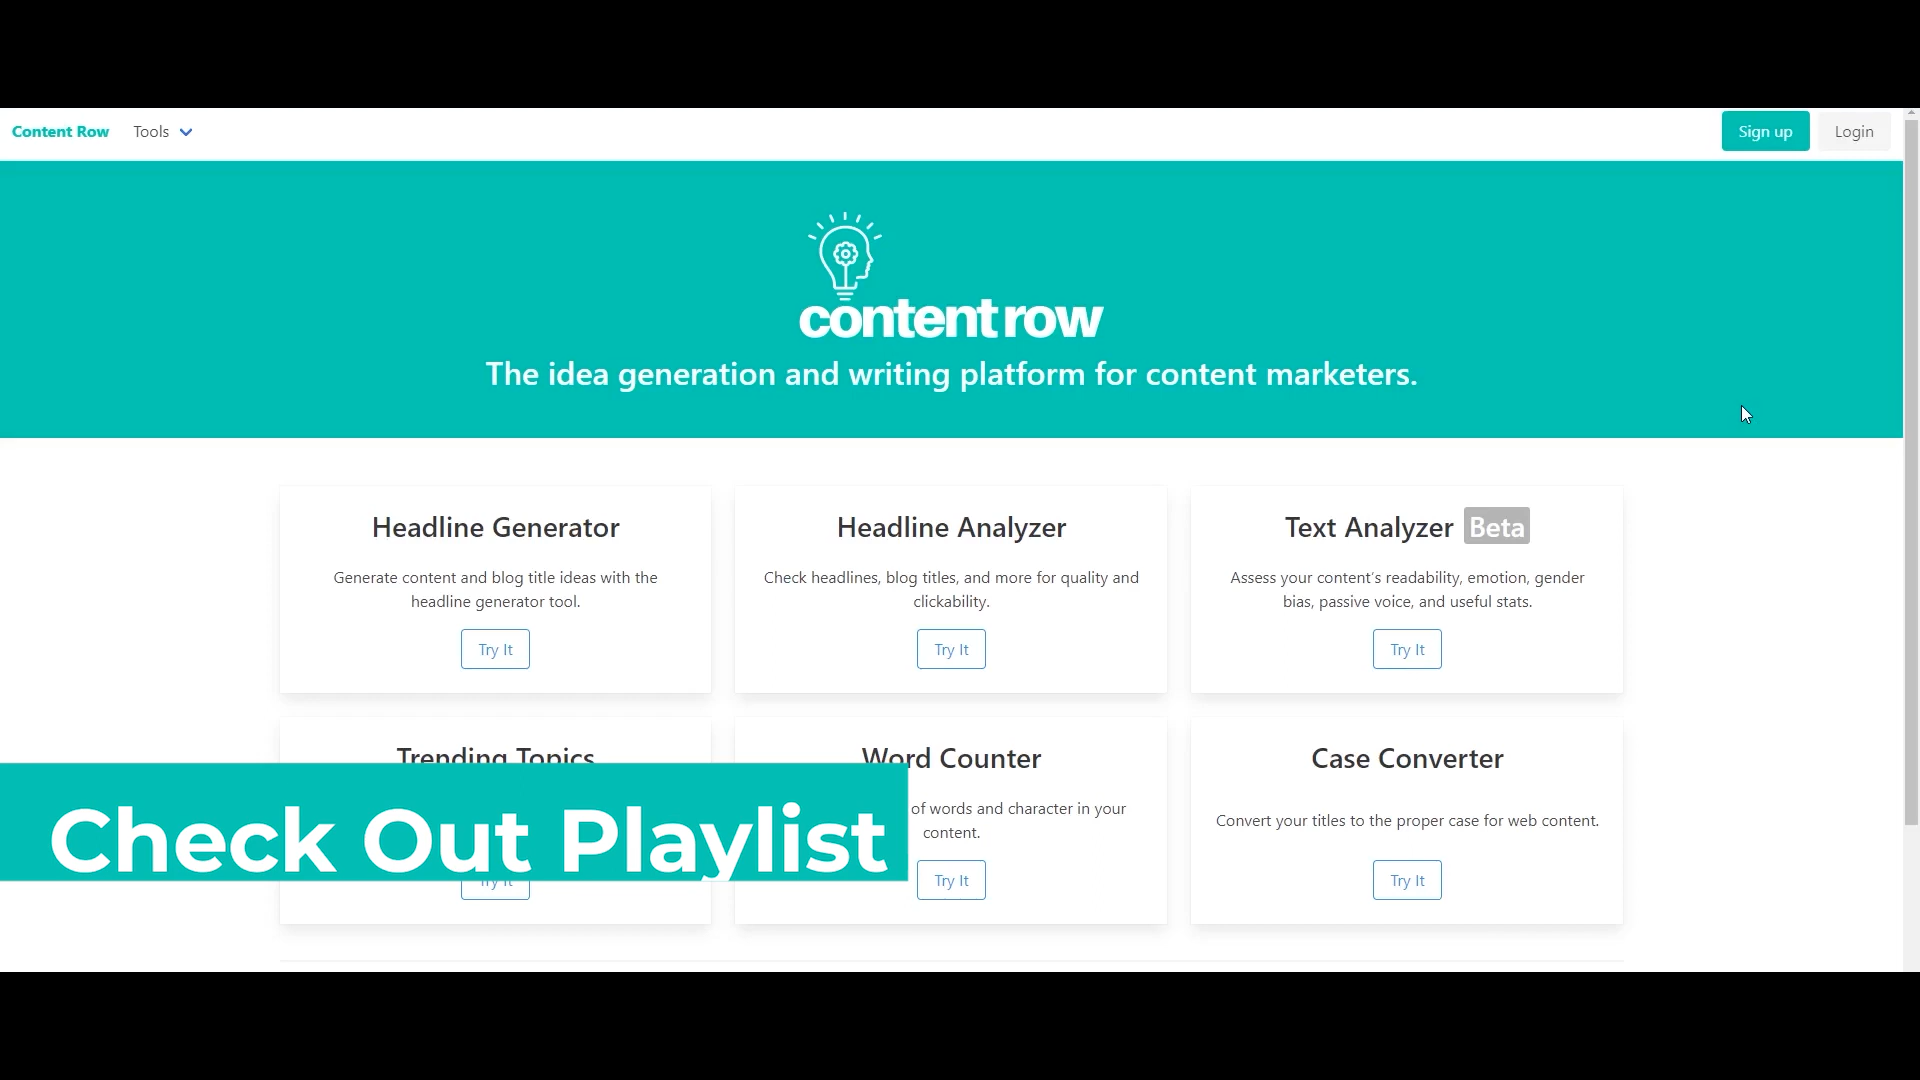 Content Row Tools Sign up Login
content row
The idea generation and writing platform for content marketers.
Headline Generator
Generate content and blog title ideas with the
headline generator tool.
Try It
Headline Analyzer
Check headlines, blog titles, and more for quality and
clickability.
Try It
Text Analyzer Beta
Assess your content's readability, emotion, gender
bias, passive voice, and useful stats.
Try It
Trending Topics
Try It
Word Counter
of words and character in your
content.
Try It
Case Converter
Convert your titles to the proper case for web content.
Try It
Check Out Playlist